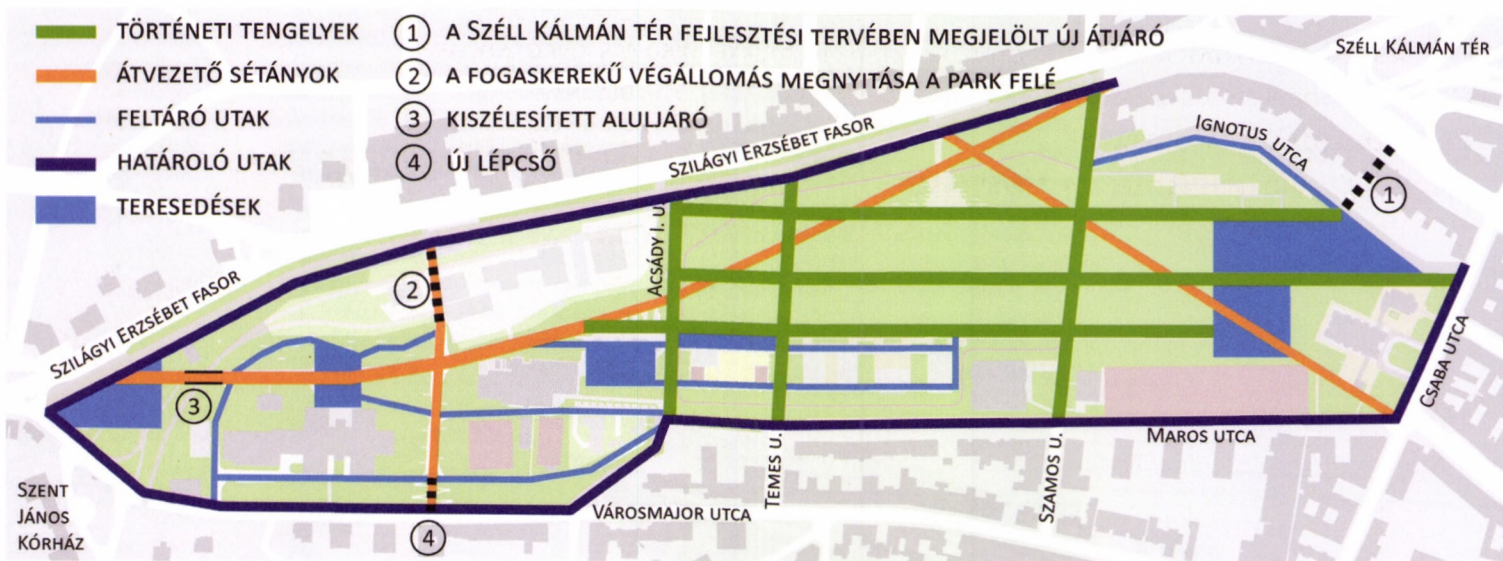 TÖRTÉNETI TENGELYEK
ÁTVEZETŐ SÉTÁNYOK
FELTÁRÓ UTAK
HATÁROLÓ UTAK
TERESEDÉSEK
1 A SZÉLL KÁLMÁN TÉR FEJLESZTÉSI TERVÉBEN MEGJELÖLT ÚJ ÁTJÁRÓ
2 A FOGASKEREKŰ VÉGÁLLOMÁS MEGNYITÁSA A PARK FELÉ
3 KISZÉLESÍTETT ALULJÁRÓ
4 ÚJ LÉPCSŐ
SZÉLL KÁLMÁN TÉR
IGNOTUS UTCA
1
SZILÁGYI ERZSÉBET FASOR
SZILÁGYI ERZSÉBET FASOR
2
ACSÁDY I. U.
3
CSABA UTCA
MAROS UTCA
TEMES U.
SZAMOS U.
VÁROSMAJOR UTCA
4
SZENT
JÁNOS
KÓRHÁZ